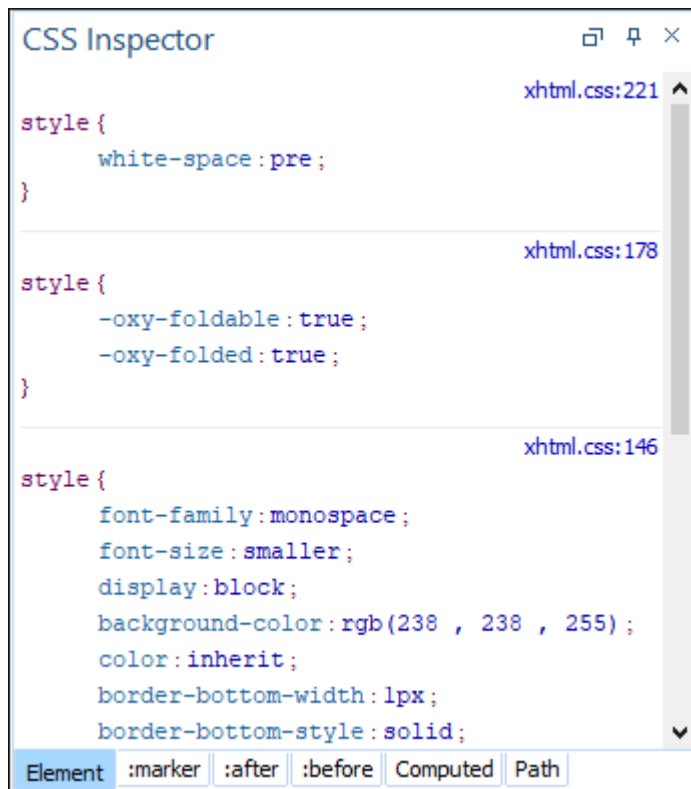 CSS Inspector
xhtml.css:221
style {
white-space : pre ;
}
xhtml.css:178
style {
-oxy-foldable : true ;
-oxy-folded : true ;
}
xhtml.css:146
style {
font-family : monospace ;
font-size : smaller ;
display : block ;
background-color : rgb(238 , 238 , 255) ;
color : inherit ;
border-bottom-width : 1px ;
border-bottom-style : solid ;
Element :marker :after :before Computed Path